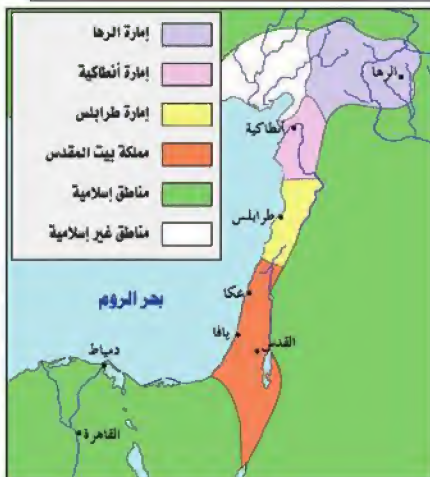 إمارة الرها
إمارة أنطاكية
إمارة طرابلس
مملكة بيت المقدس
مناطق إسلامية
مناطق غير إسلامية
الرها
أنطاكية
طرابلس
عكا
بحر الروم
يافا
القدس
دمياط
القاهرة